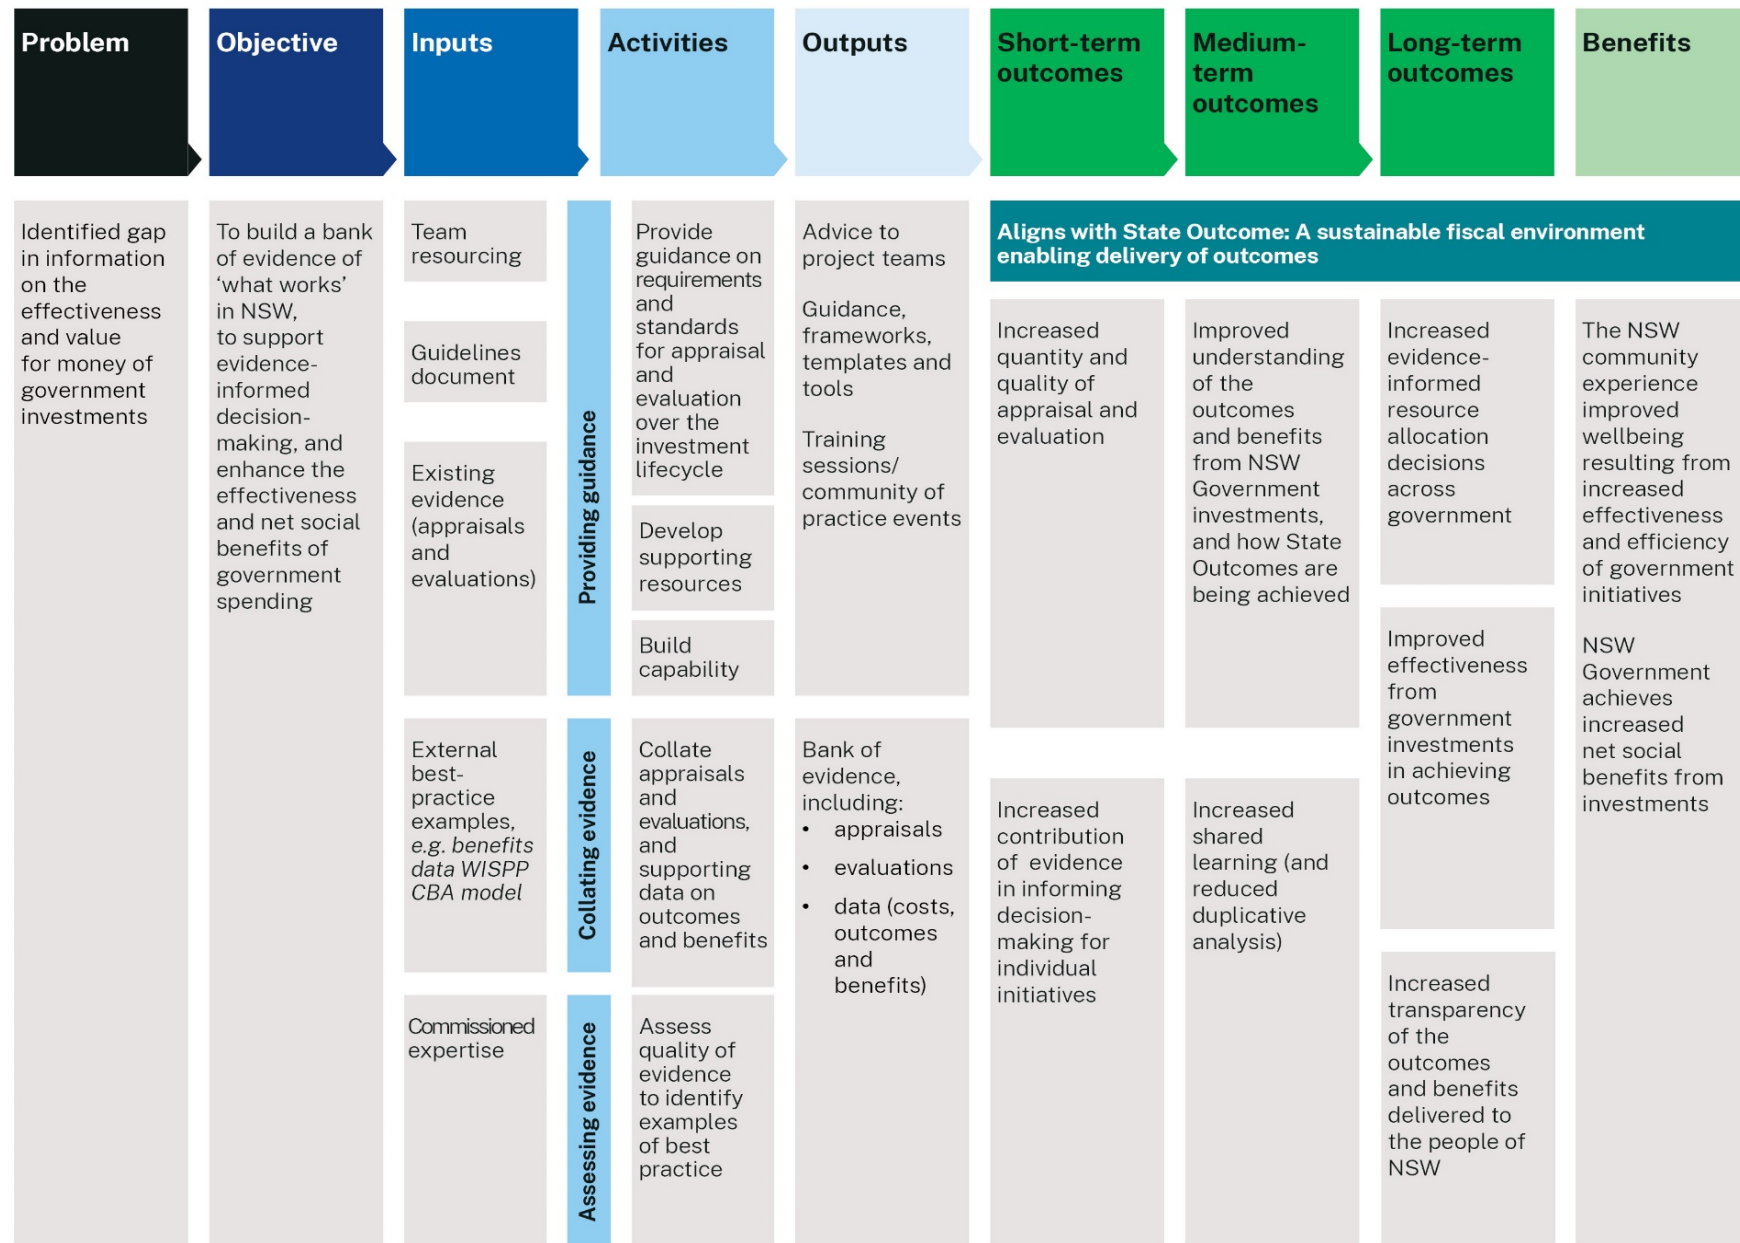 Problem
Objective
Inputs
Activities
Outputs
Short-term
outcomes
Medium-
term
outcomes
Long-term
outcomes
Benefits
Identified gap
in information
on the
effectiveness
and value
for money of
government
investments
To build a bank
of evidence of
‘what works’
in NSW,
to support
evidence-
informed
decision-
making, and
enhance the
effectiveness
and net social
benefits of
government
spending
Team
resourcing
Guidelines
document
Existing
evidence
(appraisals
and
evaluations)
External
best-
practice
examples,
e.g. benefits
data WISPP
CBA model
Commissioned
expertise
Providing guidance
Collating evidence
Assessing evidence
Provide
guidance on
requirements
and
standards
for appraisal
and
evaluation
over the
investment
lifecycle
Develop
supporting
resources
Build
capability
Collate
appraisals
and
evaluations,
and
supporting
data on
outcomes
and benefits
Assess
quality of
evidence
to identify
examples
of best
practice
Advice to
project teams
Guidance,
frameworks,
templates and
tools
Training
sessions/
community of
practice events
Bank of
evidence,
including:
• appraisals
• evaluations
• data (costs,
outcomes
and
benefits)
Aligns with State Outcome: A sustainable fiscal environment
enabling delivery of outcomes
Increased
quantity and
quality of
appraisal and
evaluation
Increased
contribution
of evidence
in informing
decision-
making for
individual
initiatives
Improved
understanding
of the
outcomes
and benefits
from NSW
Government
investments,
and how State
Outcomes are
being achieved
Increased
shared
learning (and
reduced
duplicative
analysis)
Increased
evidence-
informed
resource
allocation
decisions
across
government
Improved
effectiveness
from
government
investments
in achieving
outcomes
Increased
transparency
of the
outcomes
and benefits
delivered to
the people of
NSW
The NSW
community
experience
improved
wellbeing
resulting from
increased
effectiveness
and efficiency
of government
initiatives
NSW
Government
achieves
increased
net social
benefits from
investments